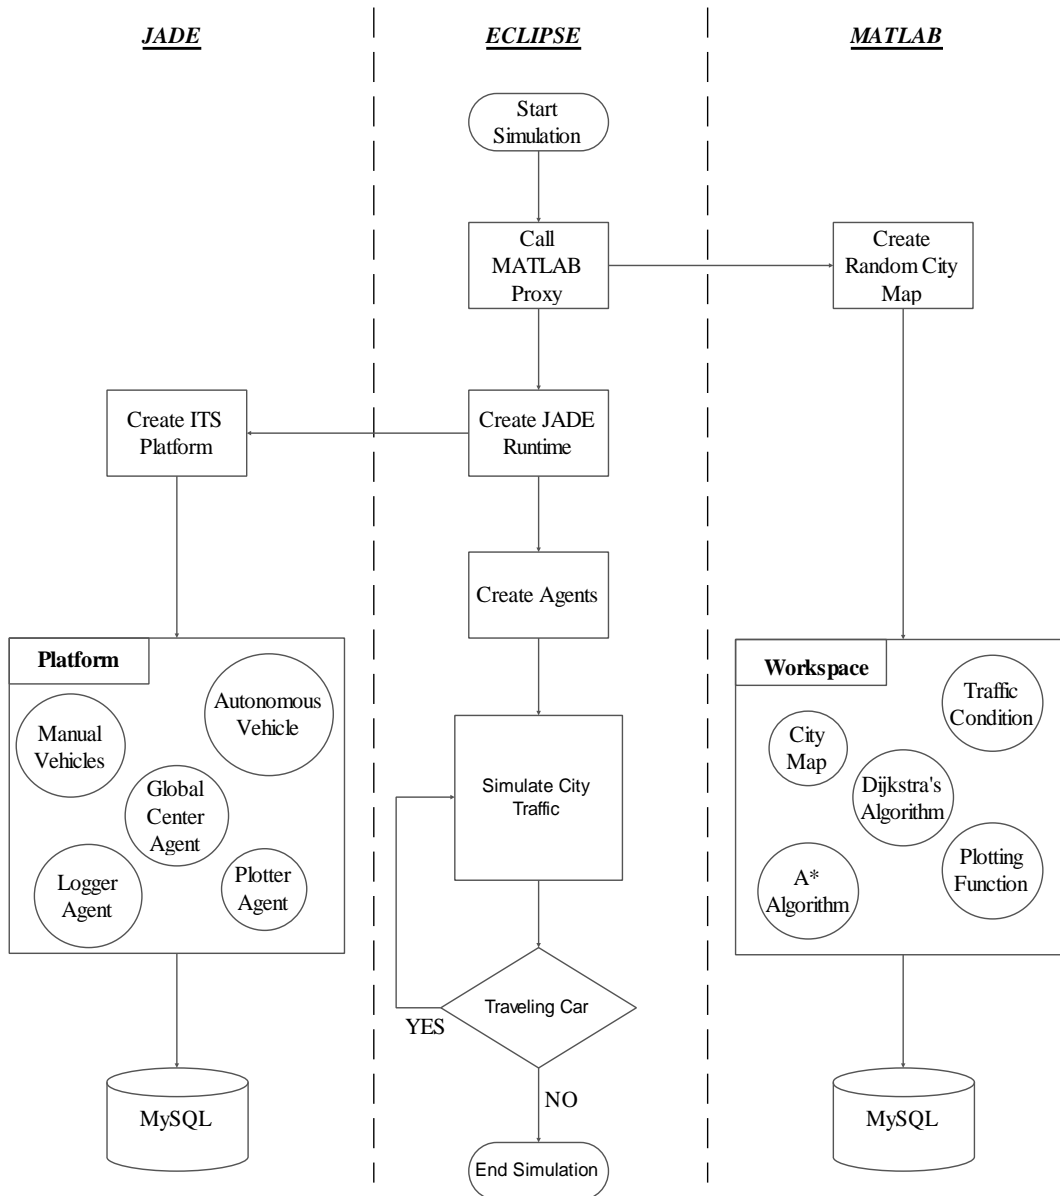 JADE
ECLIPSE
MATLAB
Start
Simulation
Call
MATLAB
Proxy
Create
Random City
Map
Create ITS
Platform
Create JADE
Runtime
Create Agents
Platform
Manual
Vehicles
Autonomous
Vehicle
Global
Center
Agent
Logger
Agent
Plotter
Agent
Simulate City
Traffic
Workspace
Traffic
Condition
City
Map
Dijkstra's
Algorithm
A*
Algorithm
Plotting
Function
Traveling Car
YES
NO
MySQL
End Simulation
MySQL